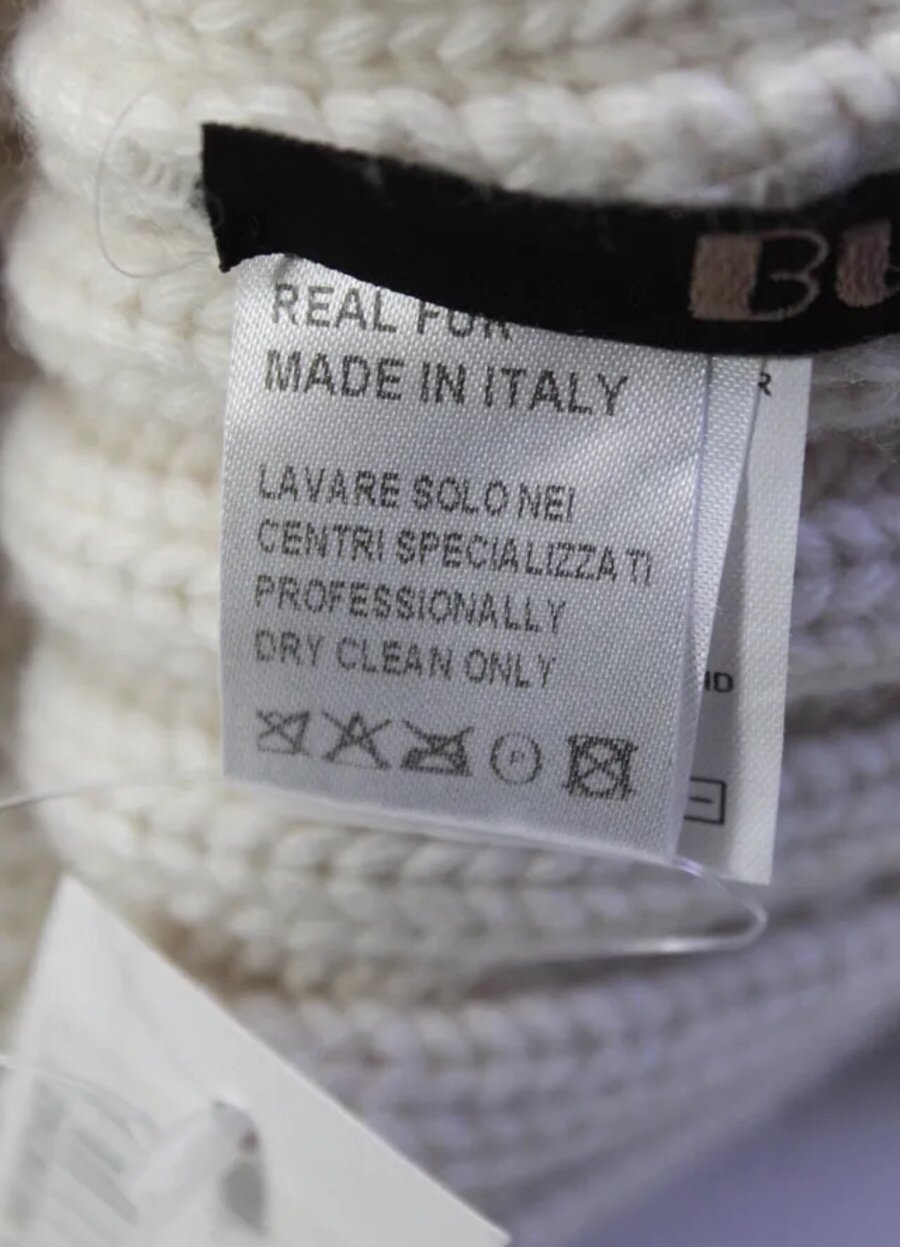 REAL FUR
MADE IN ITALY
LAVARE SOLO NEI
CENTRI SPECIALIZZATI
PROFESSIONALLY
DRY CLEAN ONLY
P